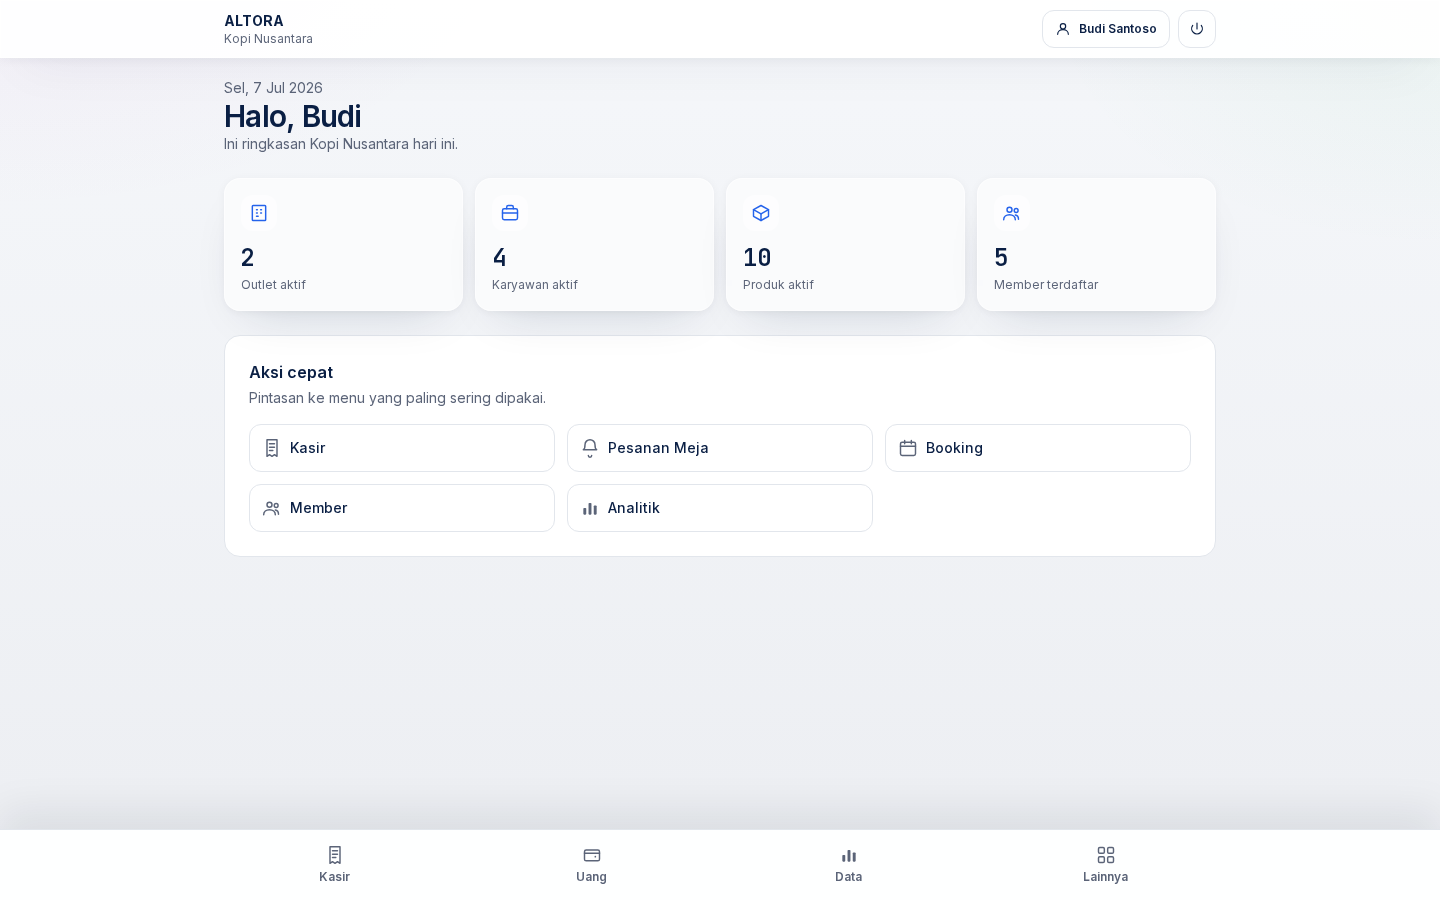 ALTORA
Kopi Nusantara
Budi Santoso
Sel, 7 Jul 2026
Halo, Budi
Ini ringkasan Kopi Nusantara hari ini.
2
Outlet aktif
4
Karyawan aktif
10
Produk aktif
5
Member terdaftar
Aksi cepat
Pintasan ke menu yang paling sering dipakai.
Kasir
Pesanan Meja
Booking
Member
Analitik
Kasir
Uang
Data
Lainnya